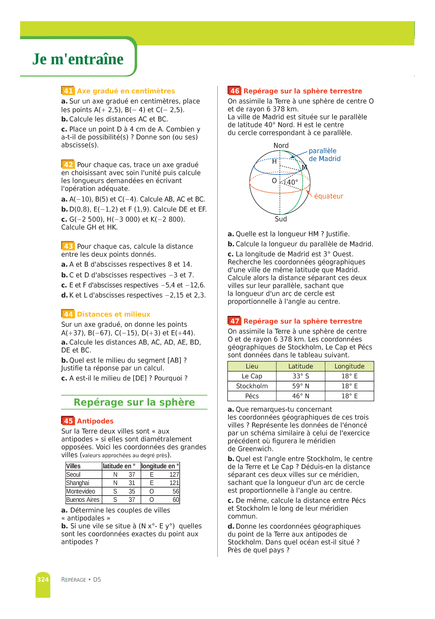 Je m'entraîne
41 Axe gradué en centimètres
a. Sur un axe gradué en centimètres, place
les points A(+ 2,5), B(− 4) et C(− 2,5).
b. Calcule les distances AC et BC.
c. Place un point D à 4 cm de A. Combien y
a-t-il de possibilité(s) ? Donne son (ou ses)
abscisse(s).
42 Pour chaque cas, trace un axe gradué
en choisissant avec soin l'unité puis calcule
les longueurs demandées en écrivant
l'opération adéquate.
a. A(−10), B(5) et C(−4). Calcule AB, AC et BC.
b. D(0,8), E(−1,2) et F (1,9). Calcule DE et EF.
c. G(−2 500), H(−3 000) et K(−2 800).
Calcule GH et HK.
43 Pour chaque cas, calcule la distance
entre les deux points donnés.
a. A et B d'abscisses respectives 8 et 14.
b. C et D d'abscisses respectives −3 et 7.
c. E et F d'abscisses respectives −5,4 et −12,6.
d. K et L d'abscisses respectives −2,15 et 2,3.
44 Distances et milieux
Sur un axe gradué, on donne les points
A(+37), B(−67), C(−15), D(+3) et E(+44).
a. Calcule les distances AB, AC, AD, AE, BD,
DE et BC.
b. Quel est le milieu du segment [AB] ?
Justifie ta réponse par un calcul.
c. A est-il le milieu de [DE] ? Pourquoi ?
Repérage sur la sphère
45 Antipodes
Sur la Terre deux villes sont « aux
antipodes » si elles sont diamétralement
opposées. Voici les coordonnées des grandes
villes (valeurs approchées au degré près).
Villes latitude en ° longitude en °
Seoul N 37 E 127
Shanghai N 31 E 121
Montevideo S 35 O 56
Buenos Aires S 37 O 60
a. Détermine les couples de villes
« antipodales »
b. Si une vile se situe à (N x°- E y°) quelles
sont les coordonnées exactes du point aux
antipodes ?
46 Repérage sur la sphère terrestre
On assimile la Terre à une sphère de centre O
et de rayon 6 378 km.
La ville de Madrid est située sur le parallèle
de latitude 40° Nord. H est le centre
du cercle correspondant à ce parallèle.
Nord
parallèle
de Madrid
H
M
O
40°
équateur
Sud
a. Quelle est la longueur HM ? Justifie.
b. Calcule la longueur du parallèle de Madrid.
c. La longitude de Madrid est 3° Ouest.
Recherche les coordonnées géographiques
d'une ville de même latitude que Madrid.
Calcule alors la distance séparant ces deux
villes sur leur parallèle, sachant que
la longueur d'un arc de cercle est
proportionnelle à l'angle au centre.
47 Repérage sur la sphère terrestre
On assimile la Terre à une sphère de centre
O et de rayon 6 378 km. Les coordonnées
géographiques de Stockholm, Le Cap et Pécs
sont données dans le tableau suivant.
Lieu Latitude Longitude
Le Cap 33° S 18° E
Stockholm 59° N 18° E
Pécs 46° N 18° E
a. Que remarques-tu concernant
les coordonnées géographiques de ces trois
villes ? Représente les données de l'énoncé
par un schéma similaire à celui de l'exercice
précédent où figurera le méridien
de Greenwich.
b. Quel est l'angle entre Stockholm, le centre
de la Terre et Le Cap ? Déduis-en la distance
séparant ces deux villes sur ce méridien,
sachant que la longueur d'un arc de cercle
est proportionnelle à l'angle au centre.
c. De même, calcule la distance entre Pécs
et Stockholm le long de leur méridien
commun.
d. Donne les coordonnées géographiques
du point de la Terre aux antipodes de
Stockholm. Dans quel océan est-il situé ?
Près de quel pays ?
324 REPÉRAGE • D5